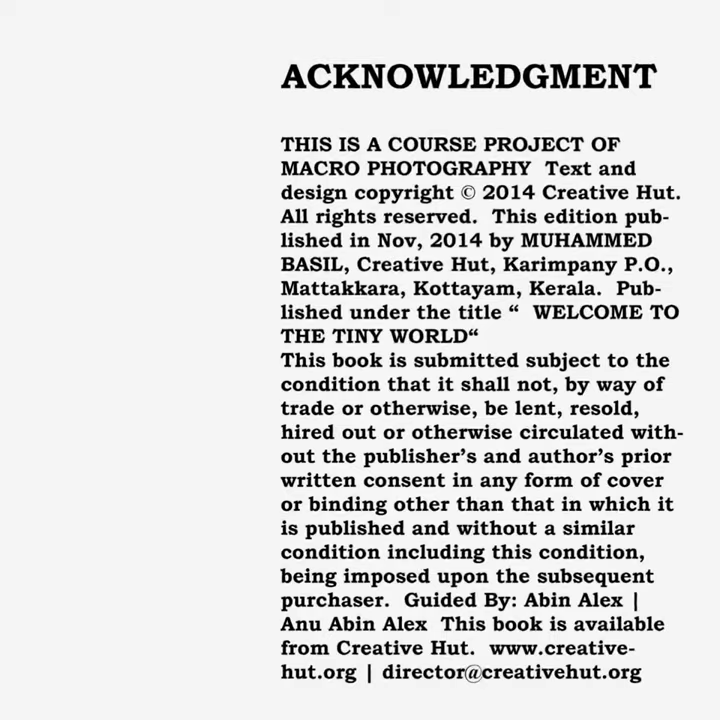 ACKNOWLEDGMENT
THIS IS A COURSE PROJECT OF
MACRO PHOTOGRAPHY  Text and
design copyright © 2014 Creative Hut.
All rights reserved.  This edition pub-
lished in Nov, 2014 by MUHAMMED
BASIL, Creative Hut, Karimpany P.O.,
Mattakkara, Kottayam, Kerala.  Pub-
lished under the title “  WELCOME TO
THE TINY WORLD“
This book is submitted subject to the
condition that it shall not, by way of
trade or otherwise, be lent, resold,
hired out or otherwise circulated with-
out the publisher’s and author’s prior
written consent in any form of cover
or binding other than that in which it
is published and without a similar
condition including this condition,
being imposed upon the subsequent
purchaser.  Guided By: Abin Alex |
Anu Abin Alex  This book is available
from Creative Hut.  www.creative-
hut.org | director@creativehut.org